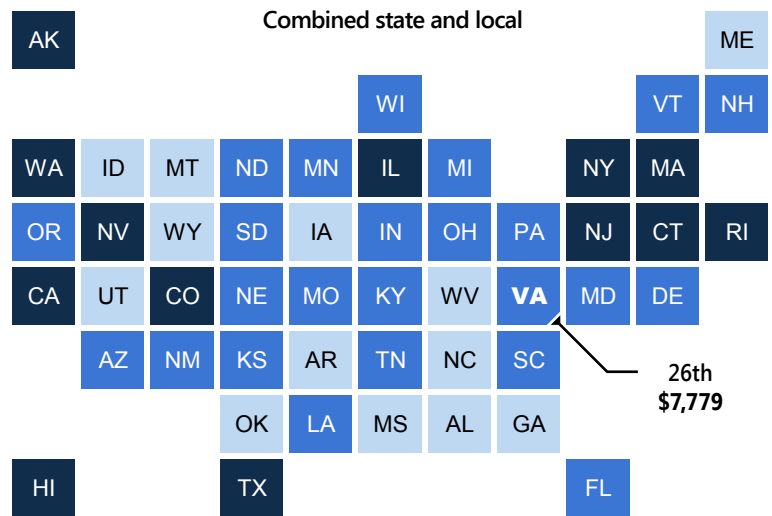 Combined state and local
AK ME
WI VT NH
WA ID MT ND MN IL MI NY MA
OR NV WY SD IA IN OH PA NJ CT RI
CA UT CO NE MO KY WV VA MD DE
AZ NM KS AR TN NC SC
26th
$7,779
OK LA MS AL GA
HI TX FL